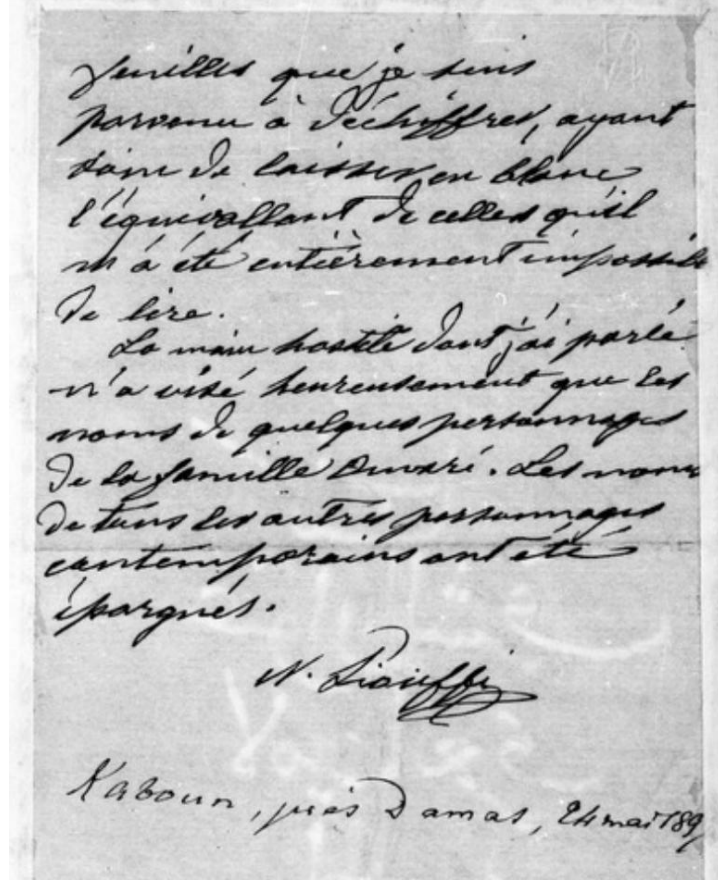 feuilles que je suis
parvenu à déchiffrer, ayant
soin de laisser en blanc
l'équivallant de celles qu'il
m'a été entièrement impossible
de lire.
La main hostile dont j'ai parlé
n'a visé heureusement que les
noms de quelques personnages
de la famille Omari. Les noms
de tous les autres personnages
contemporains ont été
épargnés.
N. Siouffi
Kaboun, près Damas, 24 mai 189